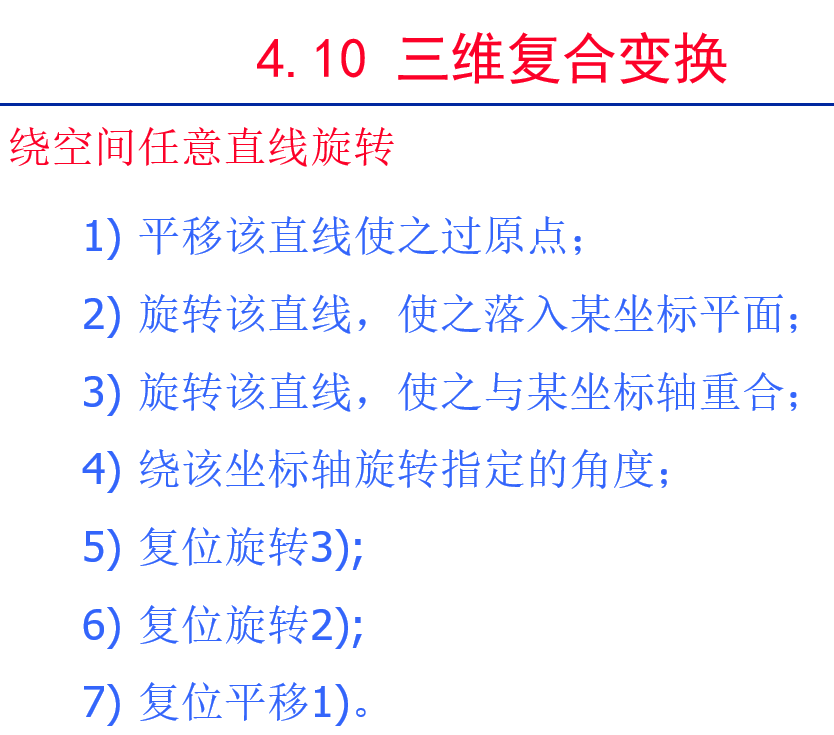 4.10 三维复合变换
绕空间任意直线旋转
1) 平移该直线使之过原点；
2) 旋转该直线，使之落入某坐标平面；
3) 旋转该直线，使之与某坐标轴重合；
4) 绕该坐标轴旋转指定的角度；
5) 复位旋转3);
6) 复位旋转2);
7) 复位平移1)。